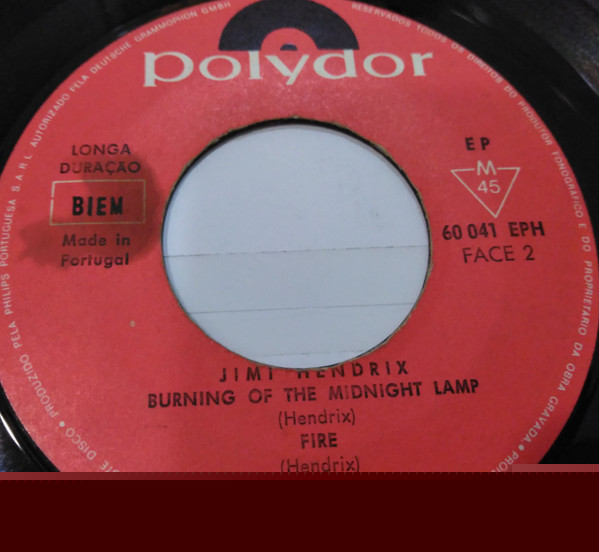 polydor
LONGA
DURAÇÃO
BIEM
Made in
Portugal
EP
M
45
60 041 EPH
FACE 2
JIMI HENDRIX
BURNING OF THE MIDNIGHT LAMP
(Hendrix)
FIRE
(Hendrix)
DISCO • PRODUZIDO PELA PHILIPS PORTUGUESA S.A.R.L. AUTORIZADO PELA DEUTSCHE GRAMMOPHON GMBH
RESERVADOS TODOS OS DIREITOS DO PRODUTOR FONOGRÁFICO E DO PROPRIETARIO DA OBRA GRAVADA •